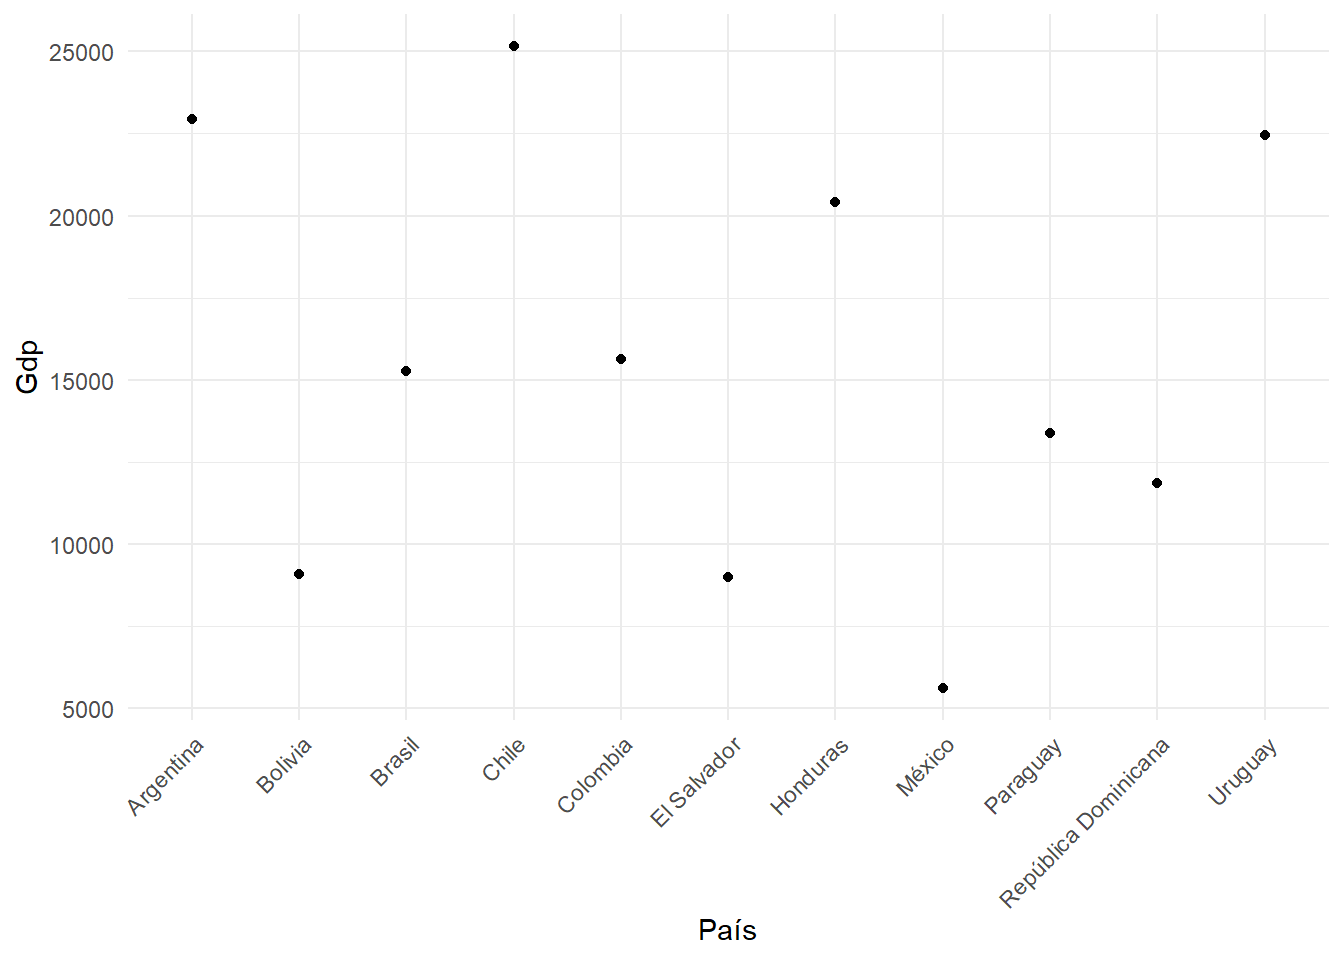 25000
20000
15000
10000
5000
Gdp
Argentina
Bolivia
Brasil
Chile
Colombia
El Salvador
Honduras
México
Paraguay
República Dominicana
Uruguay
País